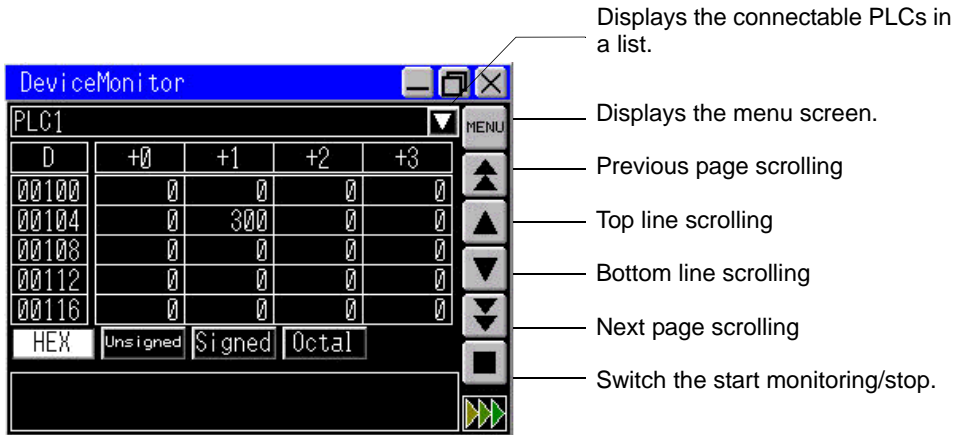 Displays the connectable PLCs in
a list.
DeviceMonitor
PLC1
MENU
Displays the menu screen.
D +0 +1 +2 +3
Previous page scrolling
00100 0 0 0 0
00104 0 300 0 0
Top line scrolling
00108 0 0 0 0
00112 0 0 0 0
Bottom line scrolling
00116 0 0 0 0
Next page scrolling
HEX Unsigned Signed Octal
Switch the start monitoring/stop.